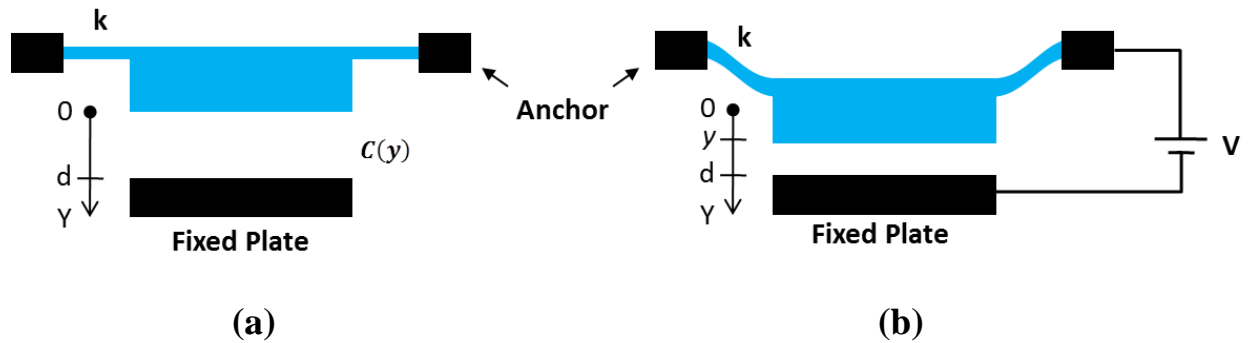 k
0
d
Y
C(y)
Fixed Plate
Anchor
(a)
k
0
y
d
Y
V
Fixed Plate
(b)